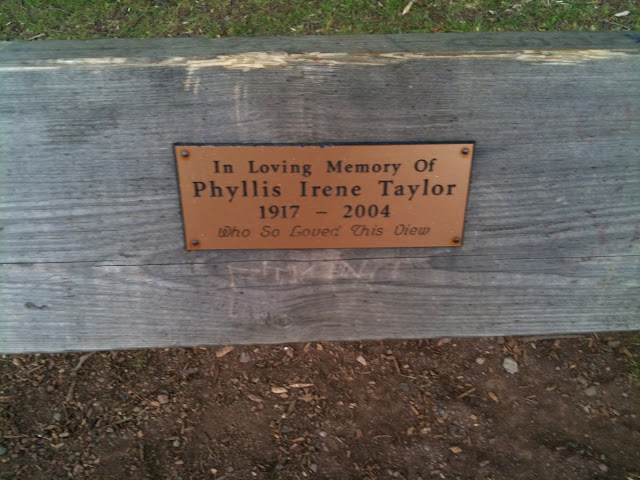 In Loving Memory Of
Phyllis Irene Taylor
1917 – 2004
Who So Loved This View